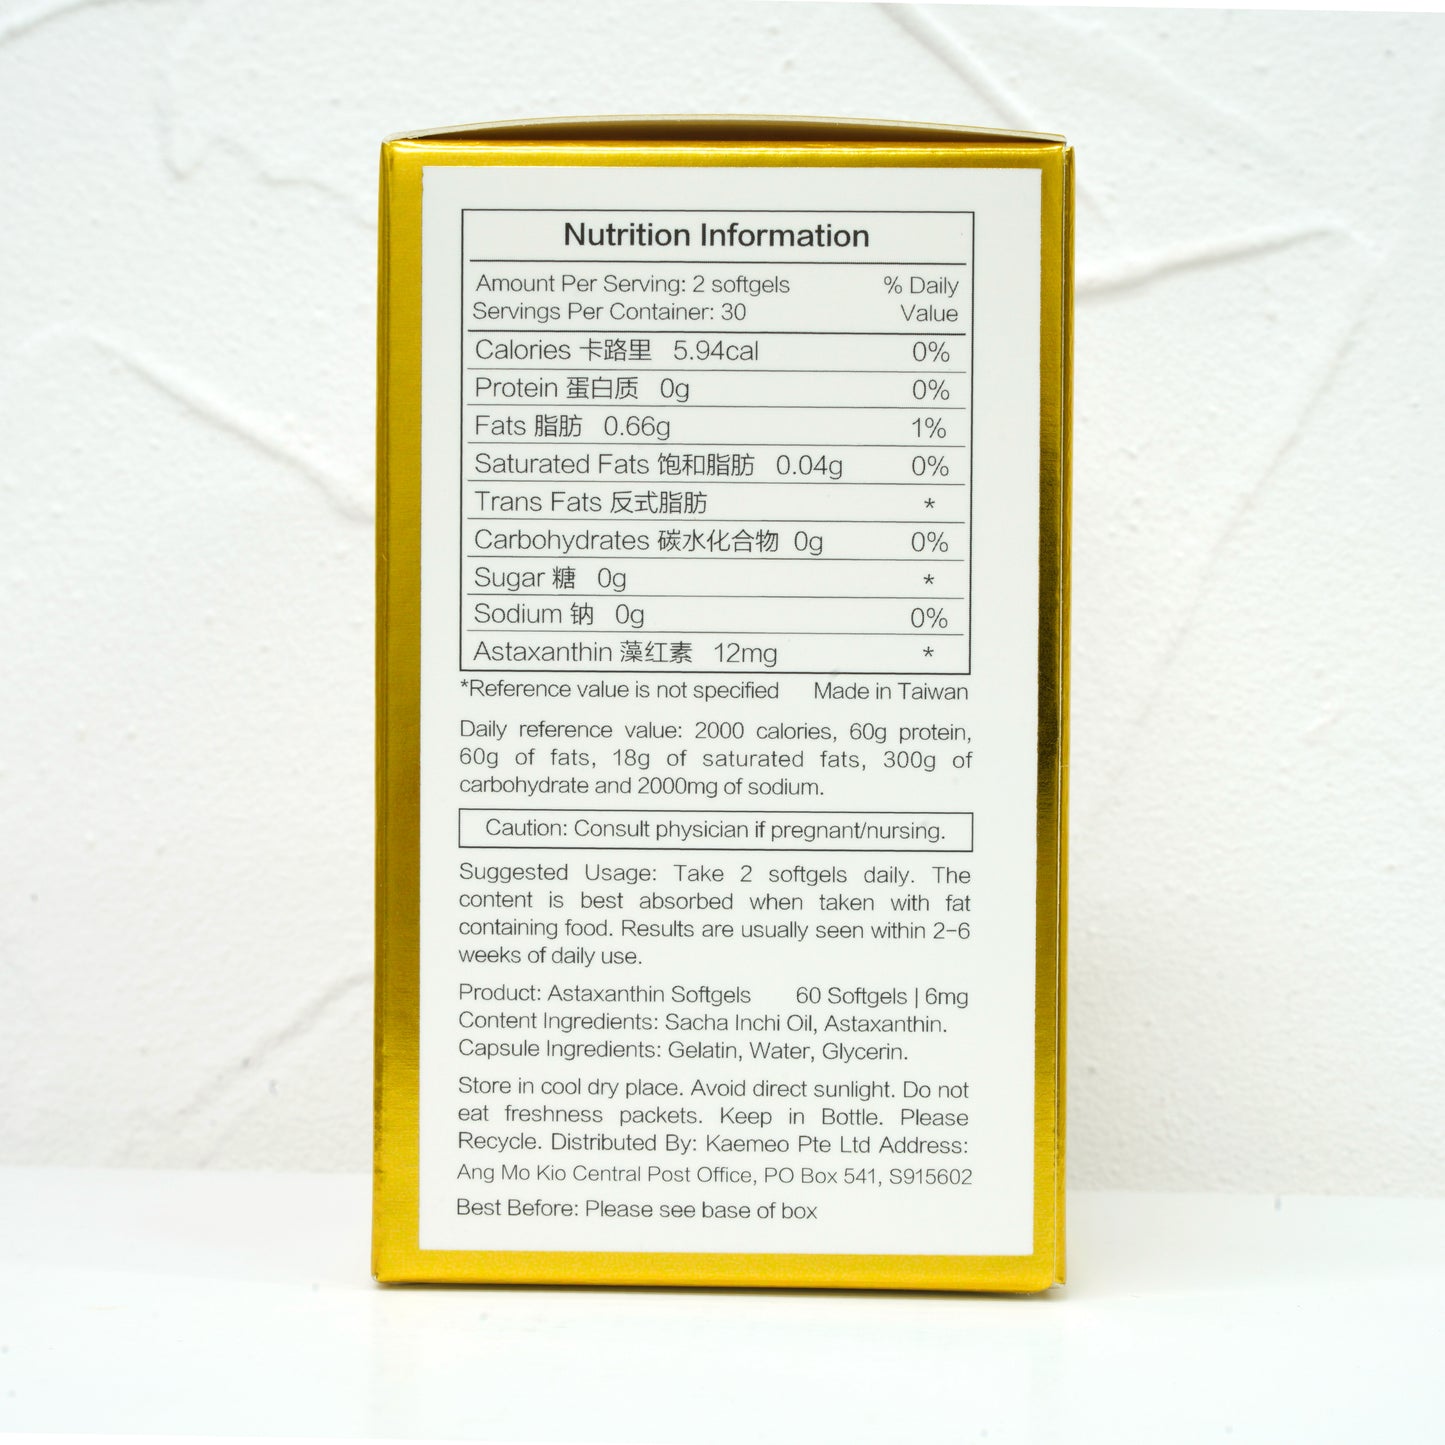 Nutrition Information
Amount Per Serving: 2 softgels % Daily
Servings Per Container: 30 Value
Calories 卡路里 5.94cal 0%
Protein 蛋白质 0g 0%
Fats 脂肪 0.66g 1%
Saturated Fats 饱和脂肪 0.04g 0%
Trans Fats 反式脂肪 *
Carbohydrates 碳水化合物 0g 0%
Sugar 糖 0g *
Sodium 钠 0g 0%
Astaxanthin 藻红素 12mg *
*Reference value is not specified Made in Taiwan
Daily reference value: 2000 calories, 60g protein,
60g of fats, 18g of saturated fats, 300g of
carbohydrate and 2000mg of sodium.
Caution: Consult physician if pregnant/nursing.
Suggested Usage: Take 2 softgels daily. The
content is best absorbed when taken with fat
containing food. Results are usually seen within 2-6
weeks of daily use.
Product: Astaxanthin Softgels 60 Softgels | 6mg
Content Ingredients: Sacha Inchi Oil, Astaxanthin.
Capsule Ingredients: Gelatin, Water, Glycerin.
Store in cool dry place. Avoid direct sunlight. Do not
eat freshness packets. Keep in Bottle. Please
Recycle. Distributed By: Kaemeo Pte Ltd Address:
Ang Mo Kio Central Post Office, PO Box 541, S915602
Best Before: Please see base of box